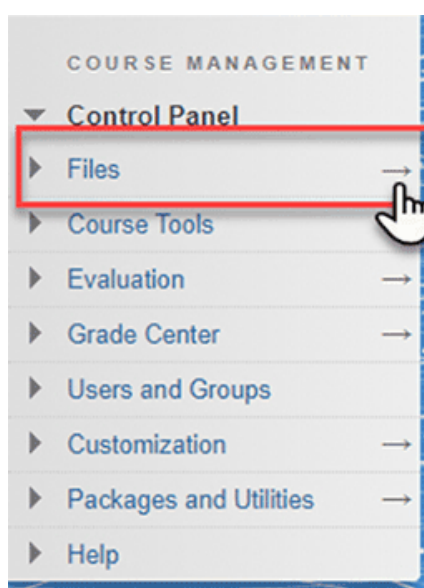 COURSE MANAGEMENT
Control Panel
Files
Course Tools
Evaluation
Grade Center
Users and Groups
Customization
Packages and Utilities
Help